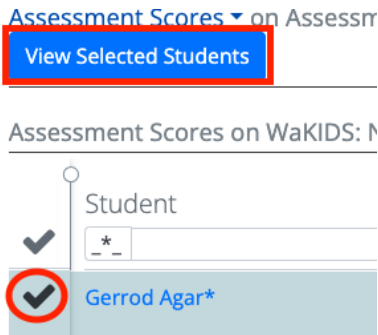 Assessment Scores on Assessm
View Selected Students
Assessment Scores on WaKIDS: N
Student
_*_
Gerrod Agar*